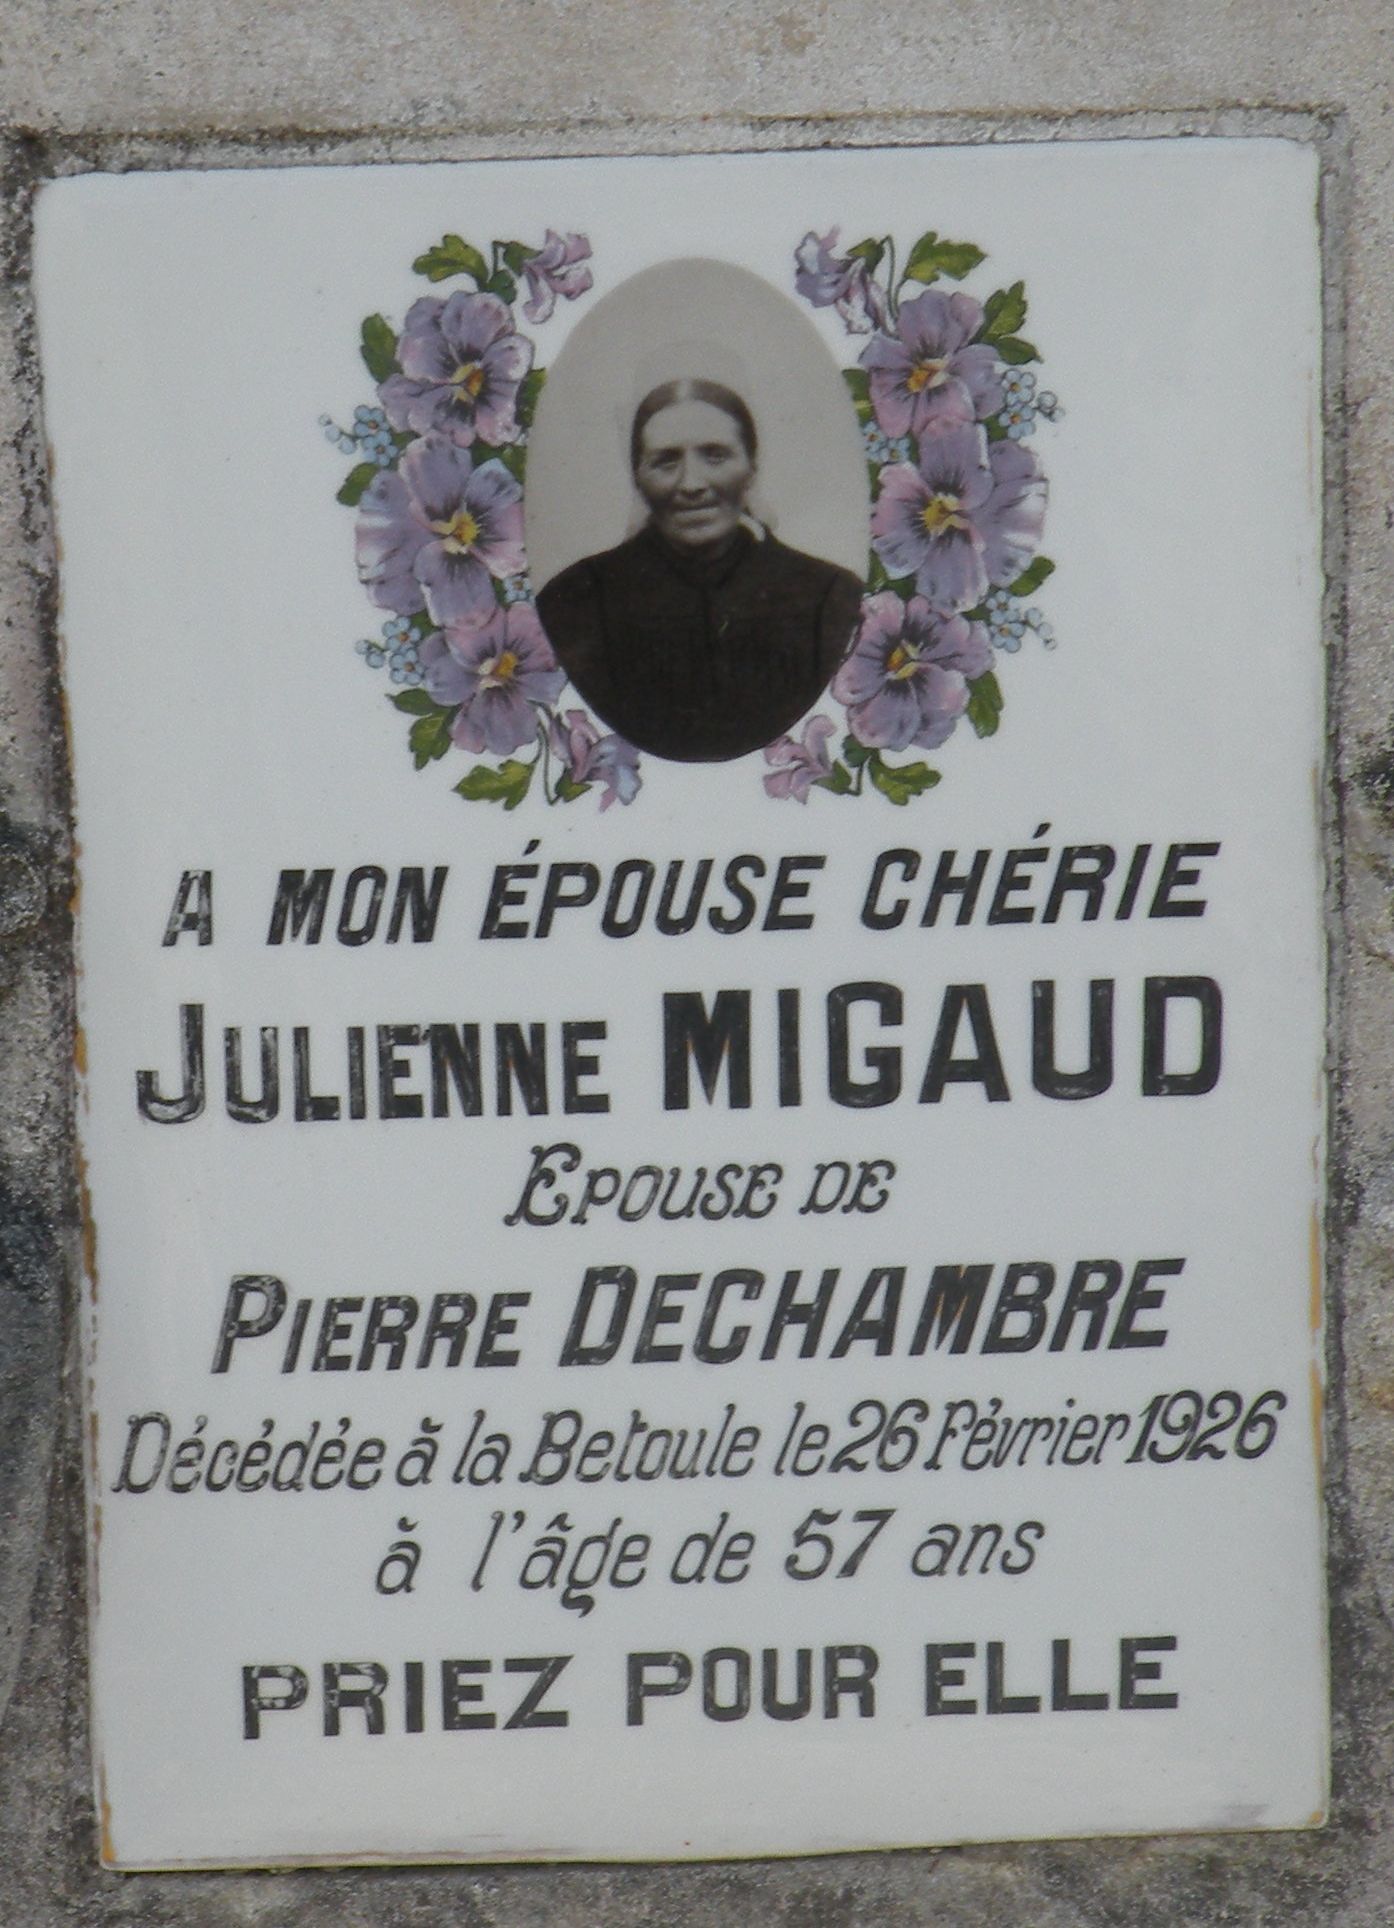 A MON ÉPOUSE CHÉRIE
JULIENNE MIGAUD
EPOUSE DE
PIERRE DECHAMBRE
Décédée à la Betoule le 26 Février 1926
à l'âge de 57 ans
PRIEZ POUR ELLE